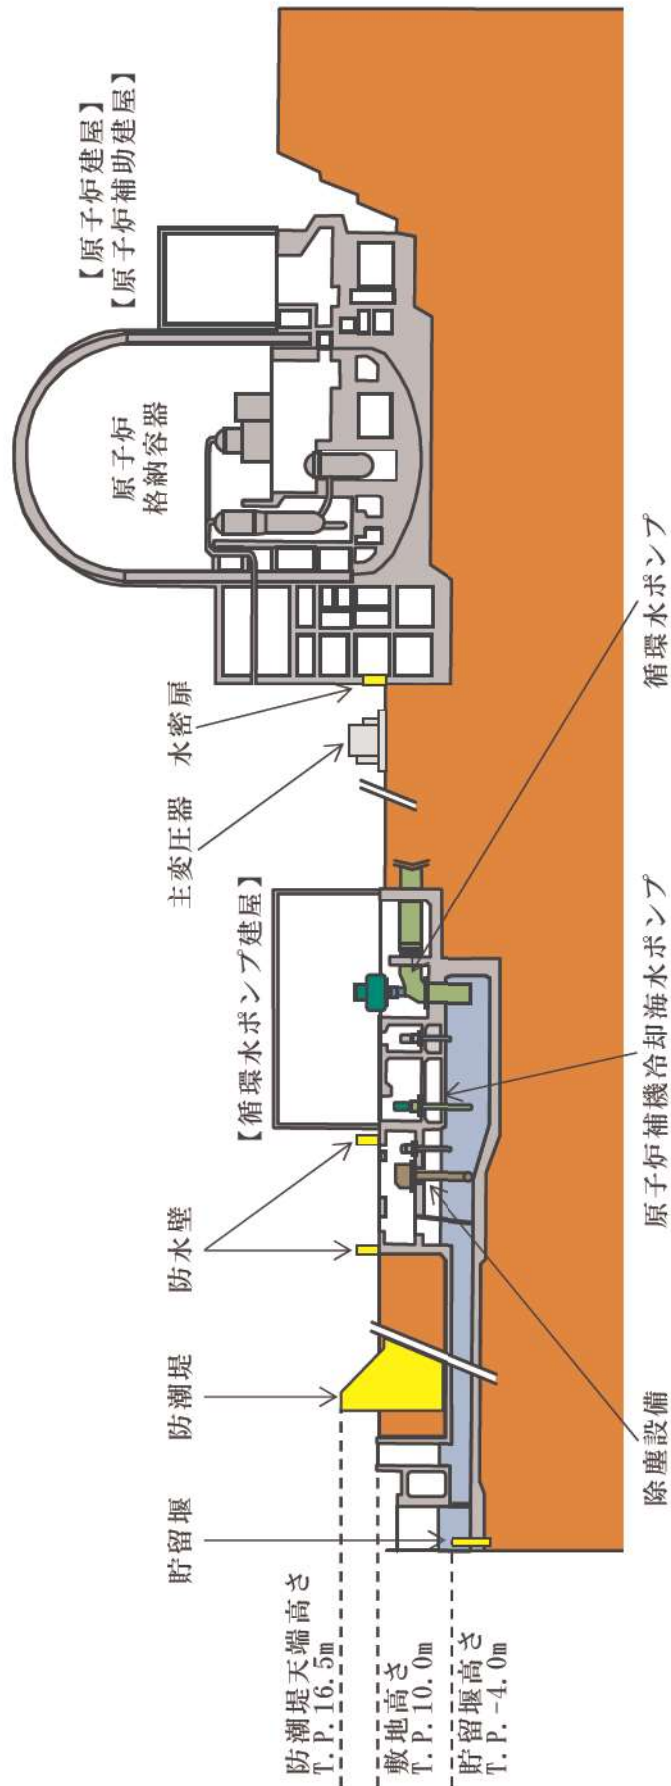 【原子炉建屋】
【原子炉補助建屋】
原子炉
格納容器
水密扉
主変圧器
【循環水ポンプ建屋】
防水壁
防潮堤
貯留堰
防潮堤天端高さ
T.P.16.5m
敷地高さ
T.P.10.0m
貯留堰高さ
T.P.-4.0m
除塵設備
原子炉補機冷却海水ポンプ
循環水ポンプ